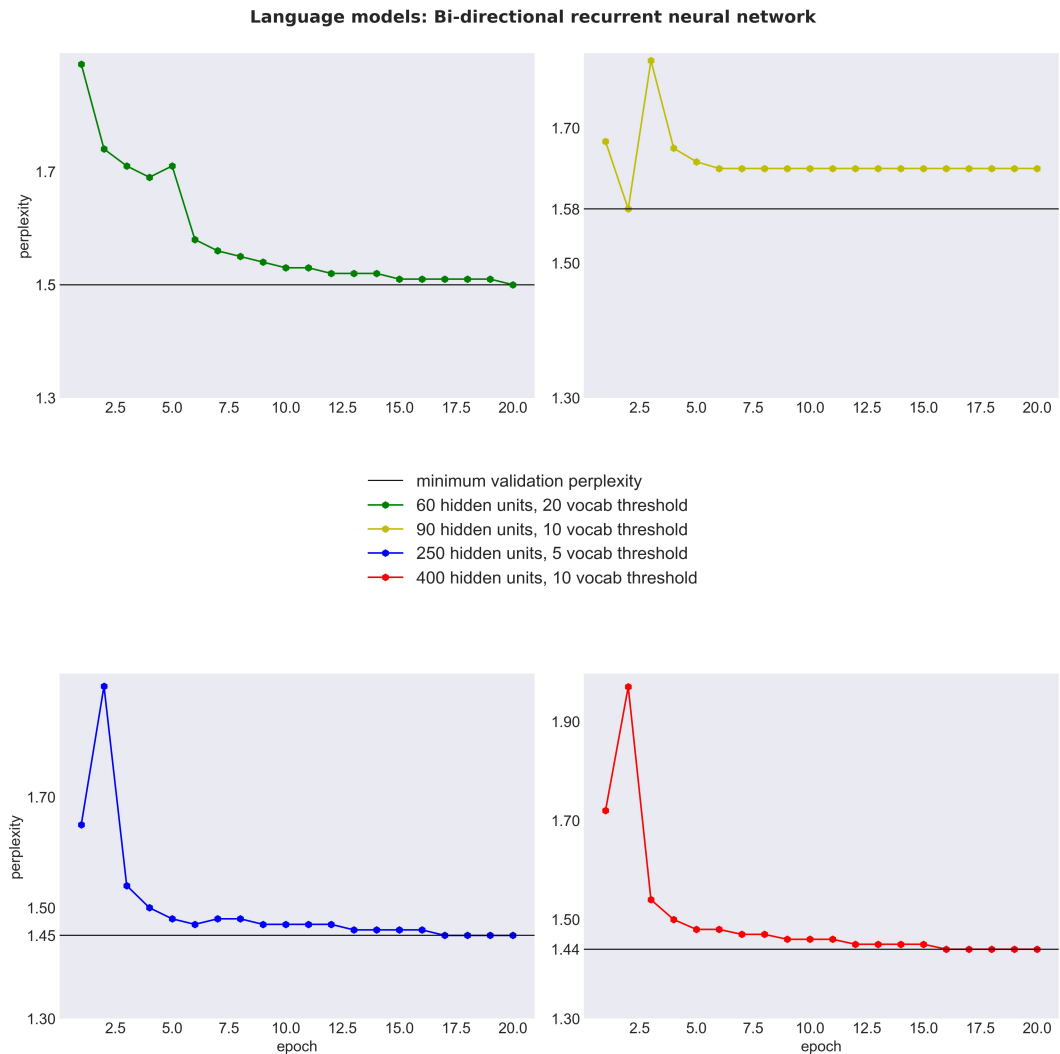 Language models: Bi-directional recurrent neural network
perplexity
1.7
1.5
1.3
2.5 5.0 7.5 10.0 12.5 15.0 17.5 20.0
1.70
1.58
1.50
1.30
2.5 5.0 7.5 10.0 12.5 15.0 17.5 20.0
minimum validation perplexity
60 hidden units, 20 vocab threshold
90 hidden units, 10 vocab threshold
250 hidden units, 5 vocab threshold
400 hidden units, 10 vocab threshold
perplexity
1.70
1.50
1.45
1.30
2.5 5.0 7.5 10.0 12.5 15.0 17.5 20.0
epoch
1.90
1.70
1.50
1.44
1.30
2.5 5.0 7.5 10.0 12.5 15.0 17.5 20.0
epoch